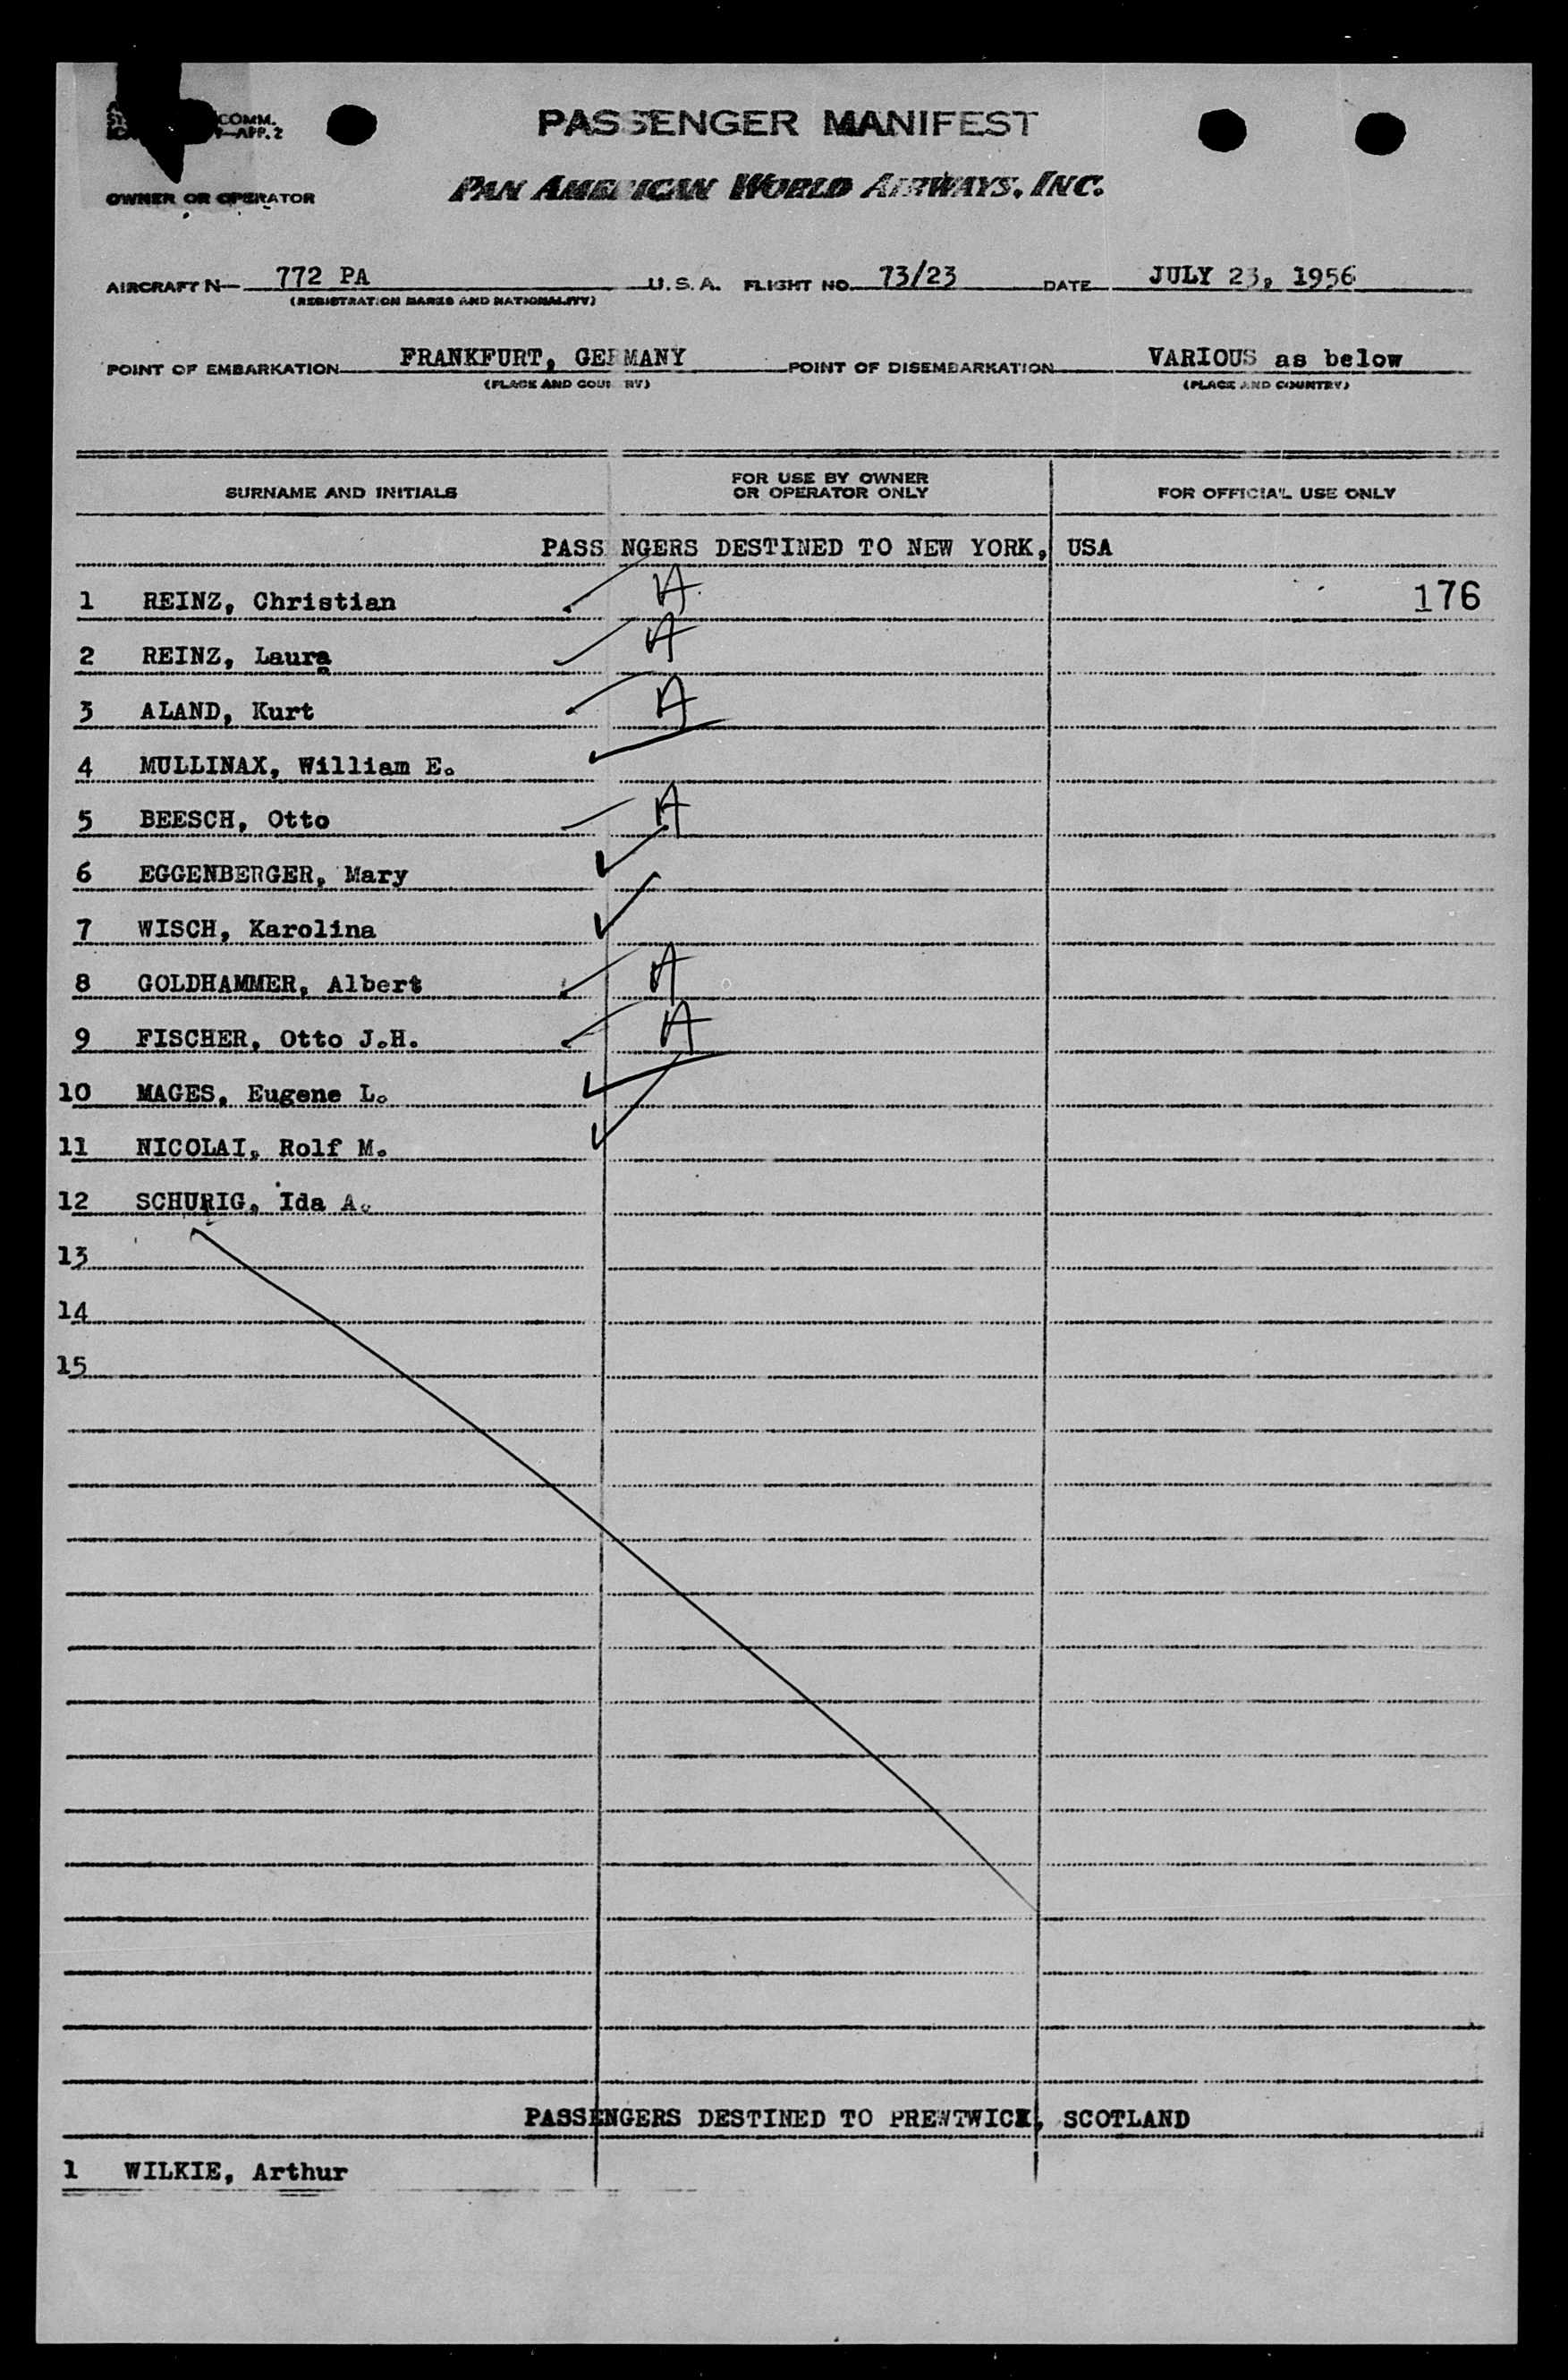 COMM.
APP. 2
PASSENGER MANIFEST
OWNER OR OPERATOR
PAN AMERICAN WORLD AIRWAYS, INC.
AIRCRAFT N— 772 PA U.S.A. FLIGHT NO. 73/23 DATE JULY 23, 1956
(REGISTRATION MARKS AND NATIONALITY)
POINT OF EMBARKATION FRANKFURT, GERMANY POINT OF DISEMBARKATION VARIOUS as below
(PLACE AND COUNTRY) (PLACE AND COUNTRY)
SURNAME AND INITIALS FOR USE BY OWNER OR OPERATOR ONLY FOR OFFICIAL USE ONLY
PASSENGERS DESTINED TO NEW YORK, USA
1 REINZ, Christian A 176
2 REINZ, Laura A
3 ALAND, Kurt A
4 MULLINAX, William E.
5 BEESCH, Otto A
6 EGGENBERGER, Mary
7 WISCH, Karolina
8 GOLDHAMMER, Albert A
9 FISCHER, Otto J.H. A
10 MAGES, Eugene L.
11 NICOLAI, Rolf M.
12 SCHURIG, Ida A.
13
14
15
PASSENGERS DESTINED TO PREWTWICK, SCOTLAND
1 WILKIE, Arthur